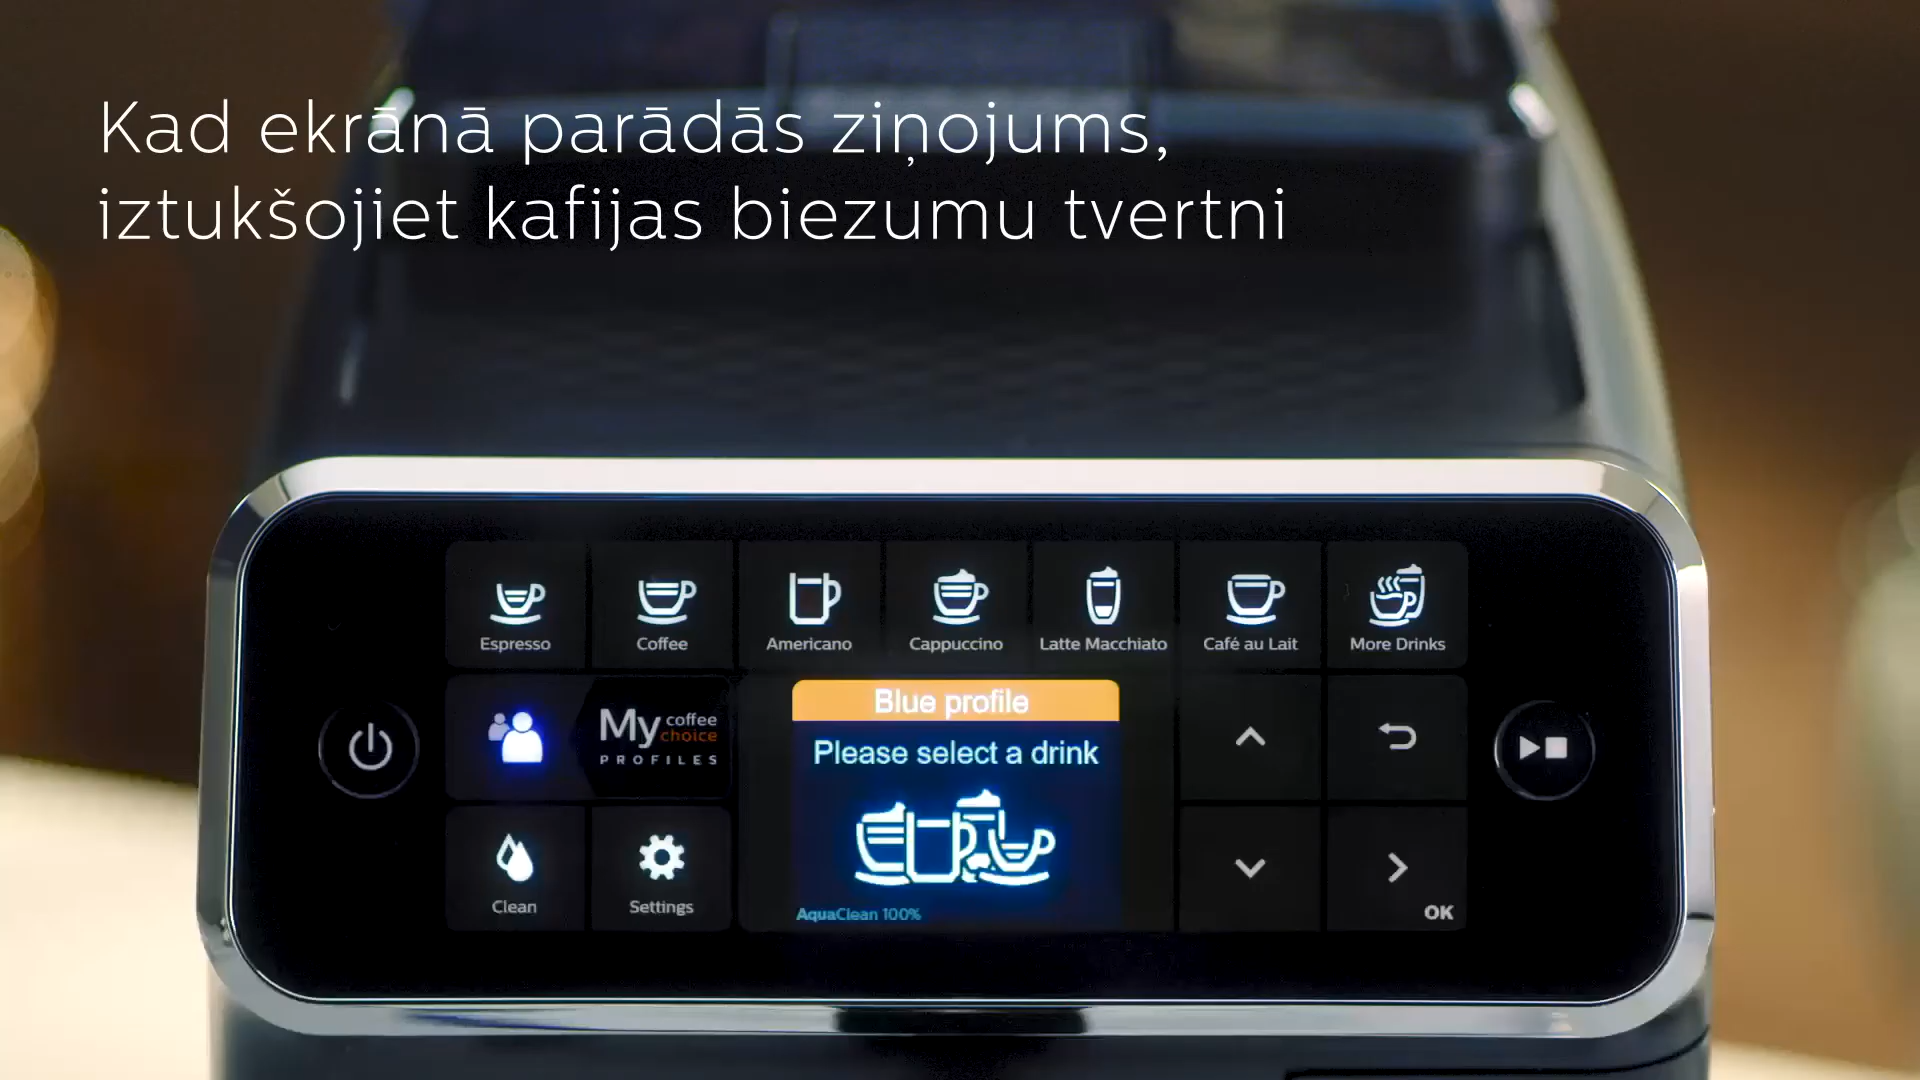 Kad ekrānā parādās ziņojums,
iztukšojiet kafijas biezumu tvertni
Espresso
Coffee
Americano
Cappuccino
Latte Macchiato
Café au Lait
More Drinks
My coffee choice
PROFILES
Blue profile
Please select a drink
AquaClean 100%
Clean
Settings
OK